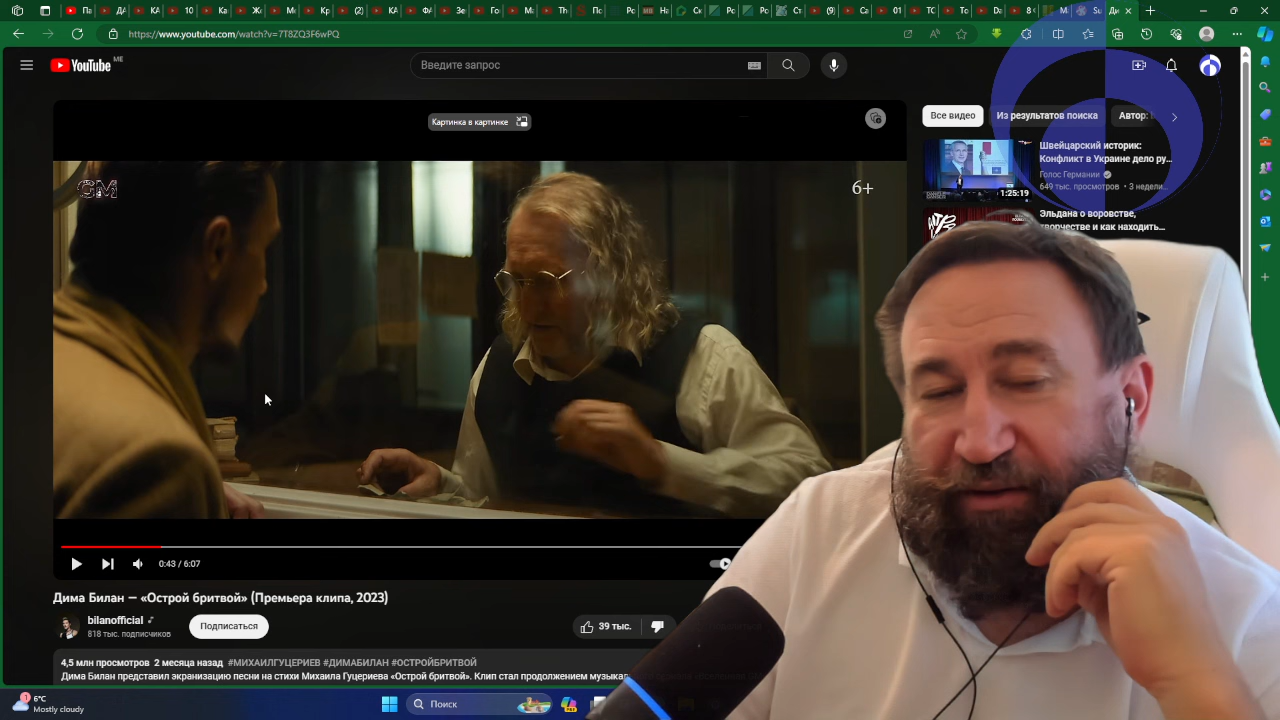 https://www.youtube.com/watch?v=7T8ZQ3F6wPQ
YouTube ME
Введите запрос
Картинка в картинке
6+
0:43 / 6:07
Дима Билан — «Острой бритвой» (Премьера клипа, 2023)
bilanofficial
818 тыс. подписчиков
Подписаться
39 тыс.
4,5 млн просмотров 2 месяца назад #МИХАИЛГУЦЕРИЕВ #ДИМАБИЛАН #ОСТРОЙБРИТВОЙ
Дима Билан представил экранизацию песни на стихи Михаила Гуцериева «Острой бритвой». Клип стал продолжением
Все видео
Из результатов поиска
Автор:
Швейцарский историк:
Конфликт в Украине дело ру...
Голос Германии
649 тыс. просмотров • 3 недели...
1:25:19
Эльдана о воровстве,
творчестве и как находить...
6°C
Mostly cloudy
Поиск